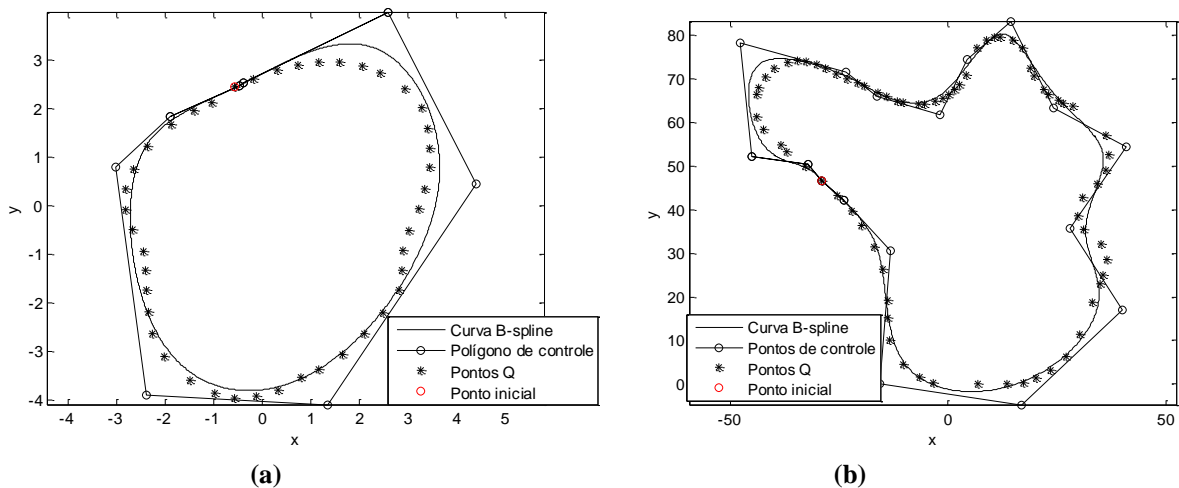 3
2
1
0
-1
-2
-3
-4
y
-4 -3 -2 -1 0 1 2 3 4 5
x
Curva B-spline
Polígono de controle
Pontos Q
Ponto inicial
(a)
80
70
60
50
40
30
20
10
0
y
-50 0 50
x
Curva B-spline
Pontos de controle
Pontos Q
Ponto inicial
(b)